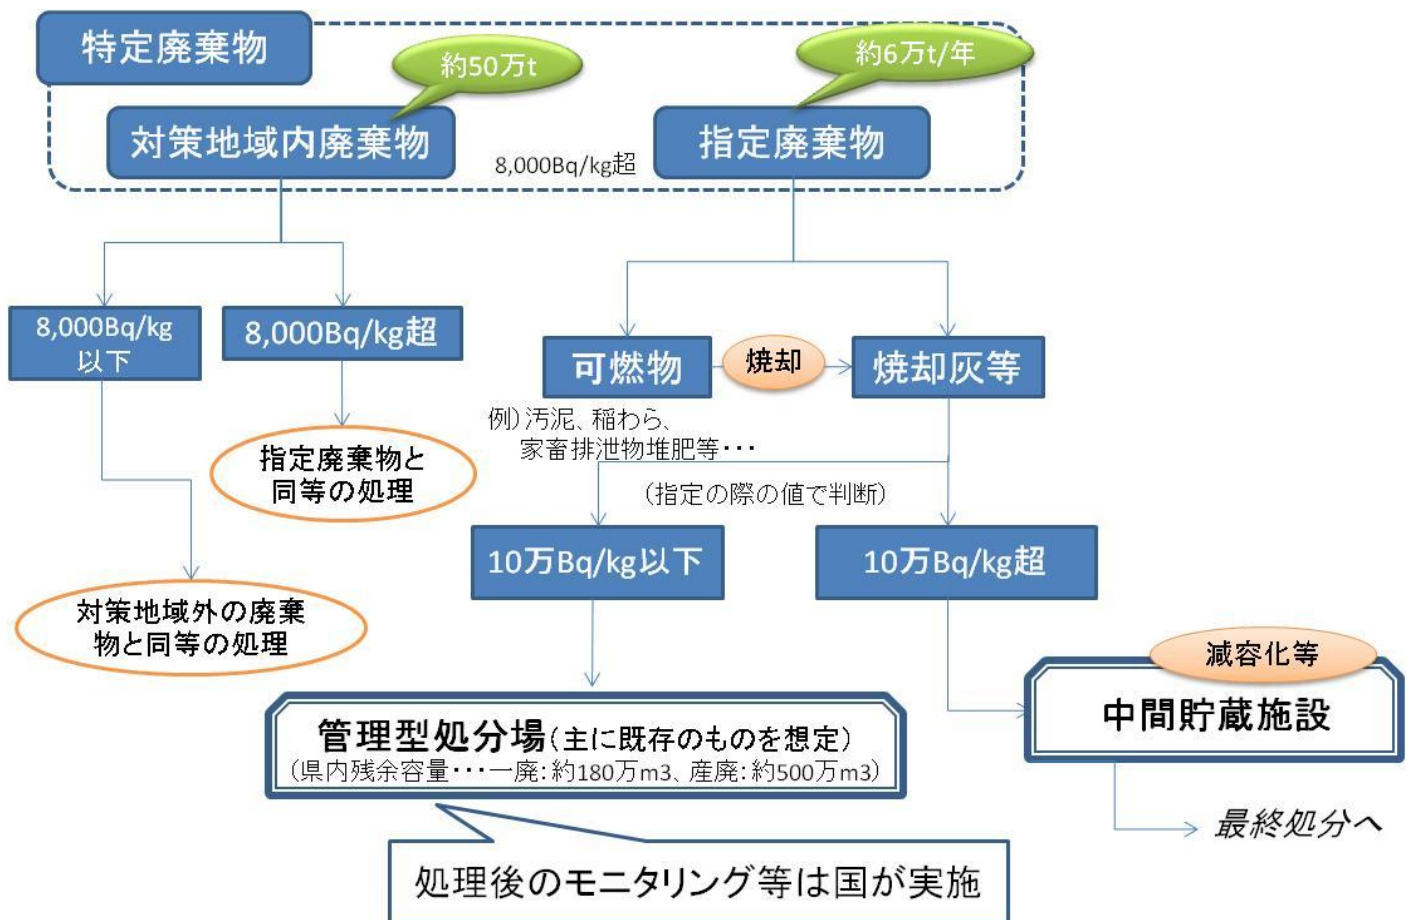 特定廃棄物
約50万t
約6万t/年
対策地域内廃棄物
8,000Bq/kg超
指定廃棄物
8,000Bq/kg
以下
8,000Bq/kg超
可燃物
焼却
焼却灰等
例）汚泥、稲わら、
家畜排泄物堆肥等･･･
指定廃棄物と
同等の処理
（指定の際の値で判断）
10万Bq/kg以下
10万Bq/kg超
対策地域外の廃棄
物と同等の処理
減容化等
中間貯蔵施設
管理型処分場（主に既存のものを想定）
（県内残余容量･･･一廃：約180万m3、産廃：約500万m3）
最終処分へ
処理後のモニタリング等は国が実施